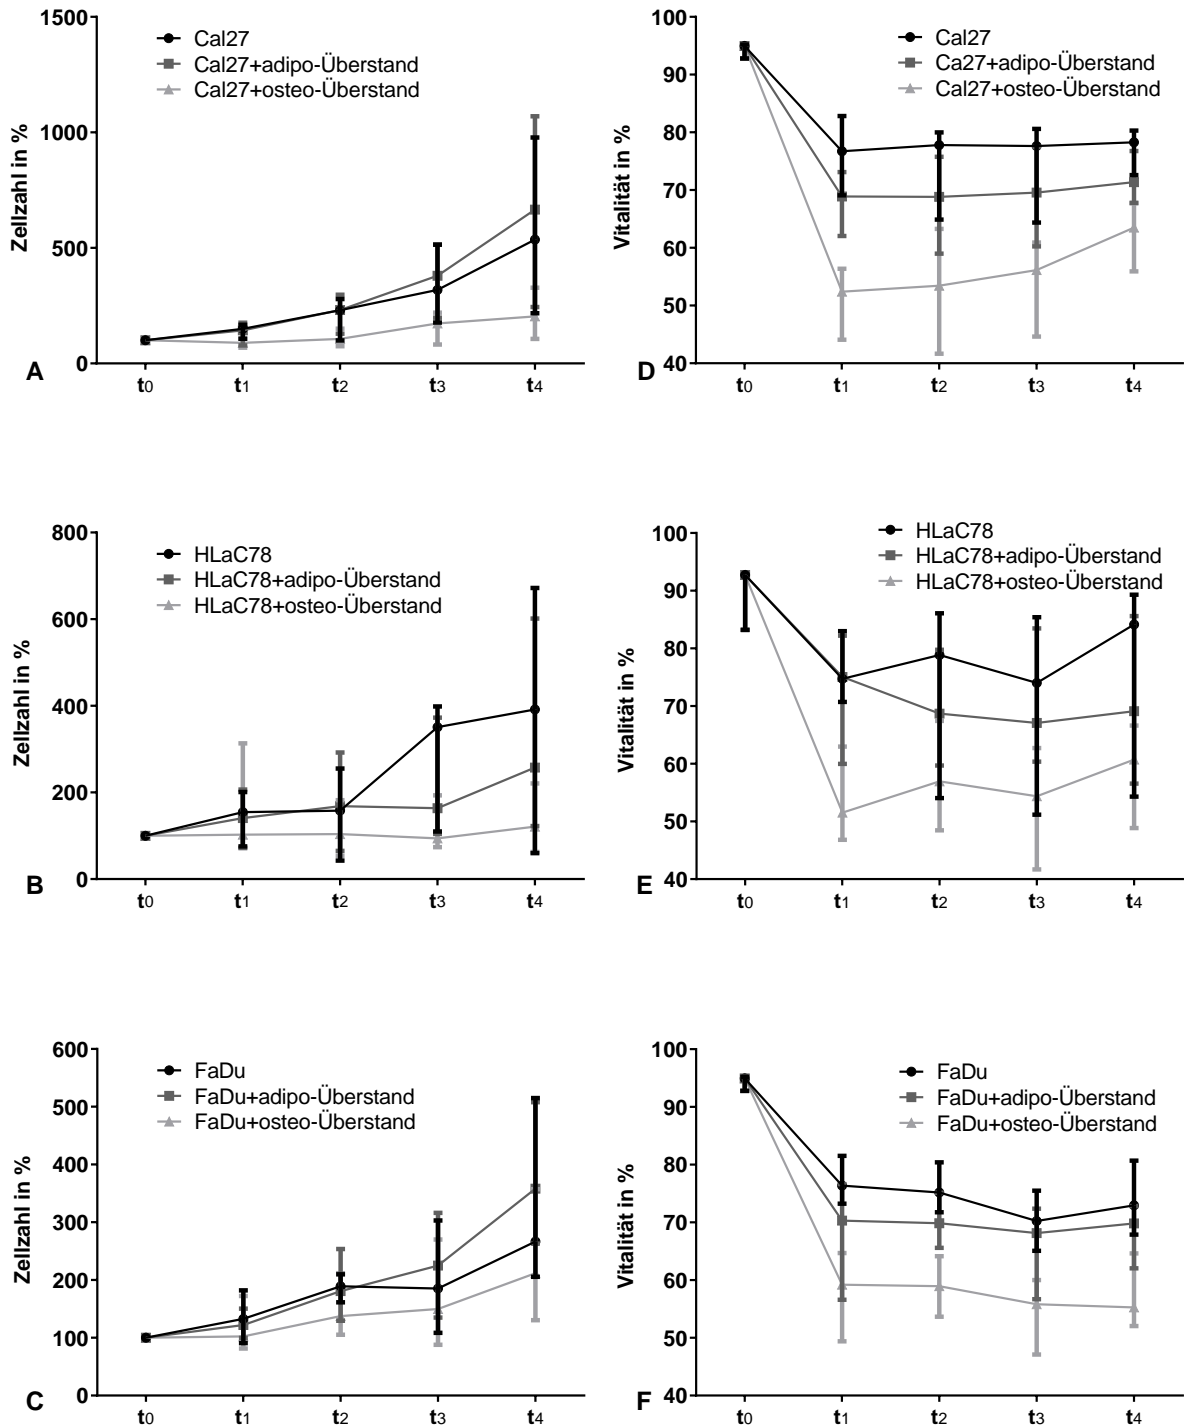 1500
1000
500
0
Zellzahl in %
Cal27
Cal27+adipo-Überstand
Cal27+osteo-Überstand
A
t0 t1 t2 t3 t4
100
90
80
70
60
50
40
Vitalität in %
Cal27
Ca27+adipo-Überstand
Cal27+osteo-Überstand
D
t0 t1 t2 t3 t4
800
600
400
200
0
Zellzahl in %
HLaC78
HLaC78+adipo-Überstand
HLaC78+osteo-Überstand
B
t0 t1 t2 t3 t4
100
90
80
70
60
50
40
Vitalität in %
HLaC78
HLaC78+adipo-Überstand
HLaC78+osteo-Überstand
E
t0 t1 t2 t3 t4
600
500
400
300
200
100
0
Zellzahl in %
FaDu
FaDu+adipo-Überstand
FaDu+osteo-Überstand
C
t0 t1 t2 t3 t4
100
90
80
70
60
50
40
Vitalität in %
FaDu
FaDu+adipo-Überstand
FaDu+osteo-Überstand
F
t0 t1 t2 t3 t4